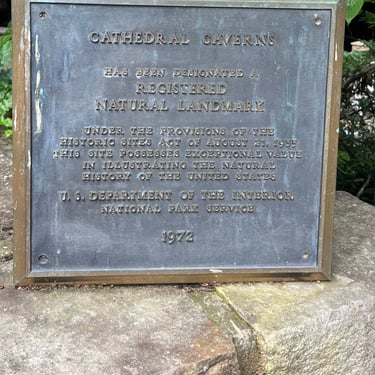 CATHEDRAL CAVERNS
HAS BEEN DESIGNATED A
REGISTERED
NATURAL LANDMARK
UNDER THE PROVISIONS OF THE
HISTORIC SITES ACT OF AUGUST 21, 1935
THIS SITE POSSESSES EXCEPTIONAL VALUE
IN ILLUSTRATING THE NATURAL
HISTORY OF THE UNITED STATES
U. S. DEPARTMENT OF THE INTERIOR
NATIONAL PARK SERVICE
1972